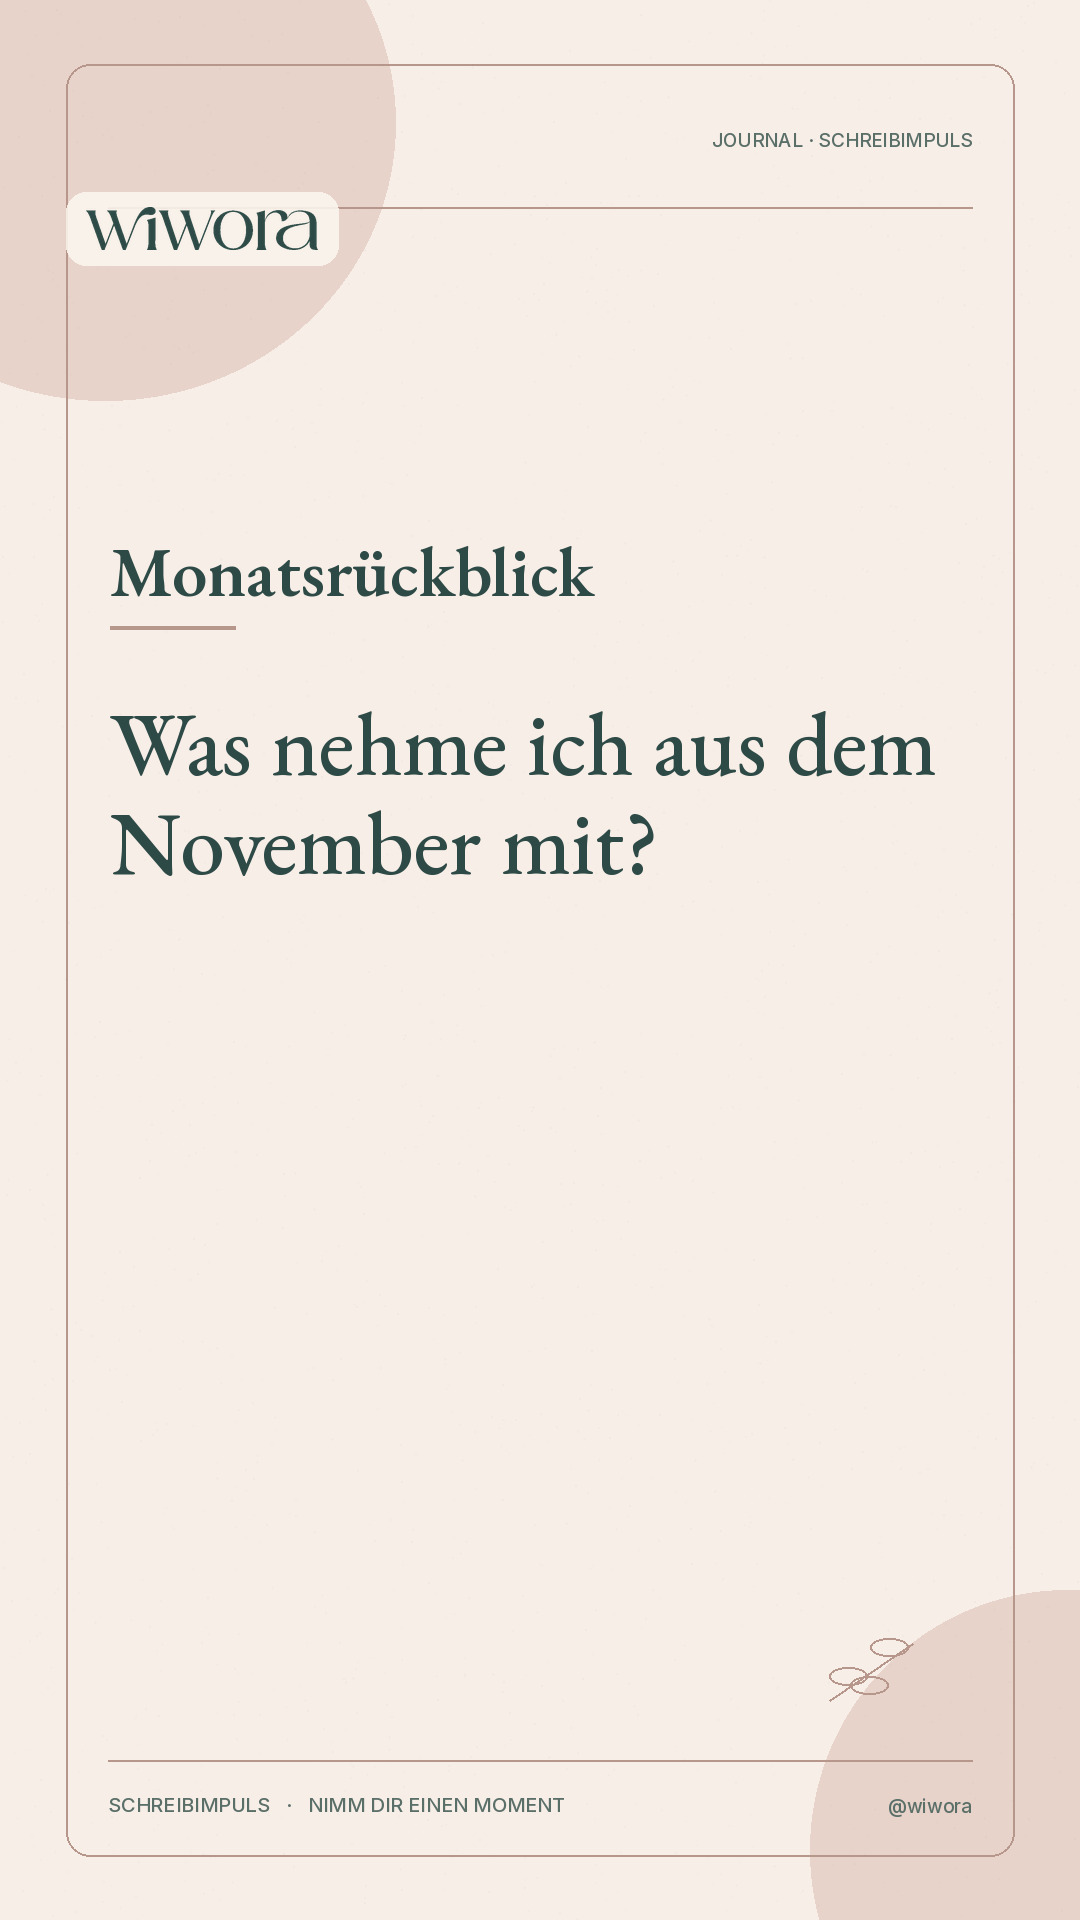 JOURNAL · SCHREIBIMPULS
wiwora
Monatsrückblick
Was nehme ich aus dem
November mit?
SCHREIBIMPULS · NIMM DIR EINEN MOMENT
@wiwora